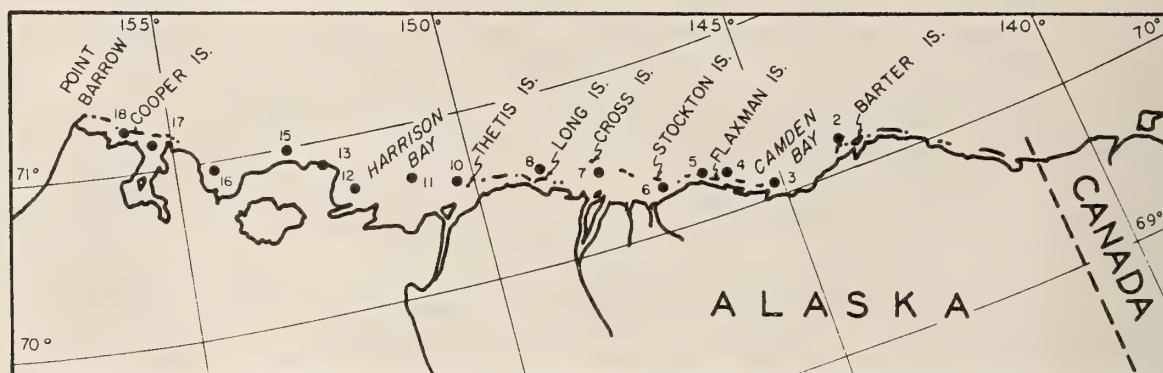 155°
150°
145°
140°
70°
POINT
BARROW
COOPER IS.
HARRISON
BAY
THETIS IS.
LONG IS.
CROSS IS.
STOCKTON IS.
FLAXMAN IS.
CAMDEN
BAY
BARTER IS.
18
17
16
15
13
12
11
10
8
7
6
5
4
3
2
71°
70°
69°
ALASKA
CANADA